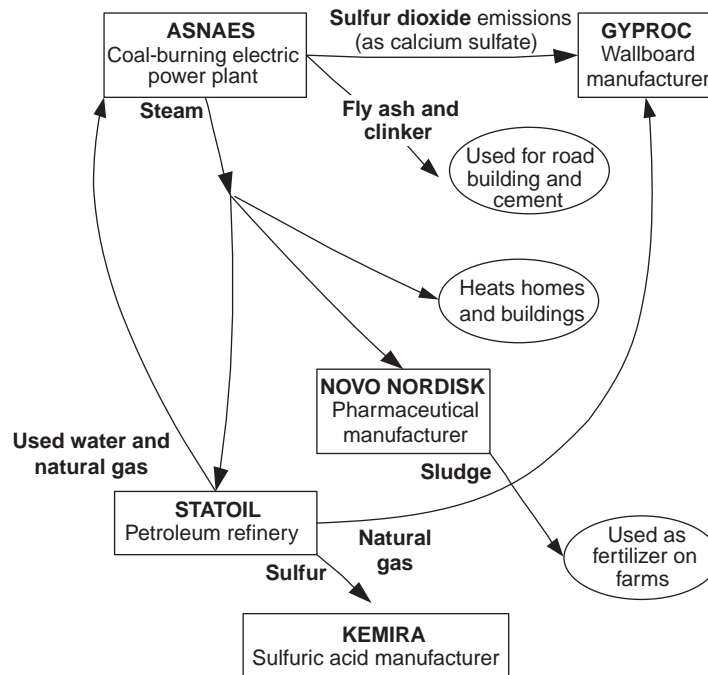 ASNAES
Coal-burning electric
power plant
Sulfur dioxide emissions
(as calcium sulfate)
GYPROC
Wallboard
manufacturer
Steam
Fly ash and
clinker
Used for road
building and
cement
Heats homes
and buildings
NOVO NORDISK
Pharmaceutical
manufacturer
Used water and
natural gas
Sludge
STATOIL
Petroleum refinery
Natural
gas
Used as
fertilizer on
farms
Sulfur
KEMIRA
Sulfuric acid manufacturer